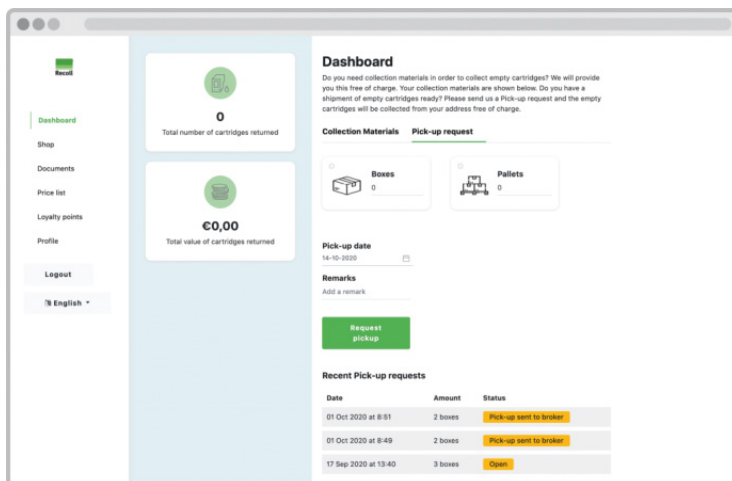 Recoll
Dashboard
Shop
Documents
Price list
Loyalty points
Profile
Logout
English
0
Total number of cartridges returned
€0,00
Total value of cartridges returned
Dashboard
Do you need collection materials in order to collect empty cartridges? We will provide
you this free of charge. Your collection materials are shown below. Do you have a
shipment of empty cartridges ready? Please send us a Pick-up request and the empty
cartridges will be collected from your address free of charge.
Collection Materials Pick-up request
Boxes
0
Pallets
0
Pick-up date
14-10-2020
Remarks
Add a remark
Request
pickup
Recent Pick-up requests
Date Amount Status
01 Oct 2020 at 8:51 2 boxes Pick-up sent to broker
01 Oct 2020 at 8:49 2 boxes Pick-up sent to broker
17 Sep 2020 at 13:40 3 boxes Open